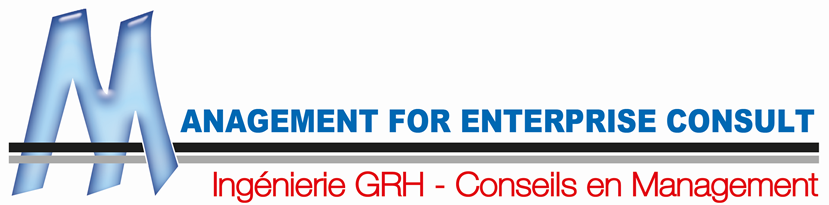 MANAGEMENT FOR ENTERPRISE CONSULT
Ingénierie GRH - Conseils en Management